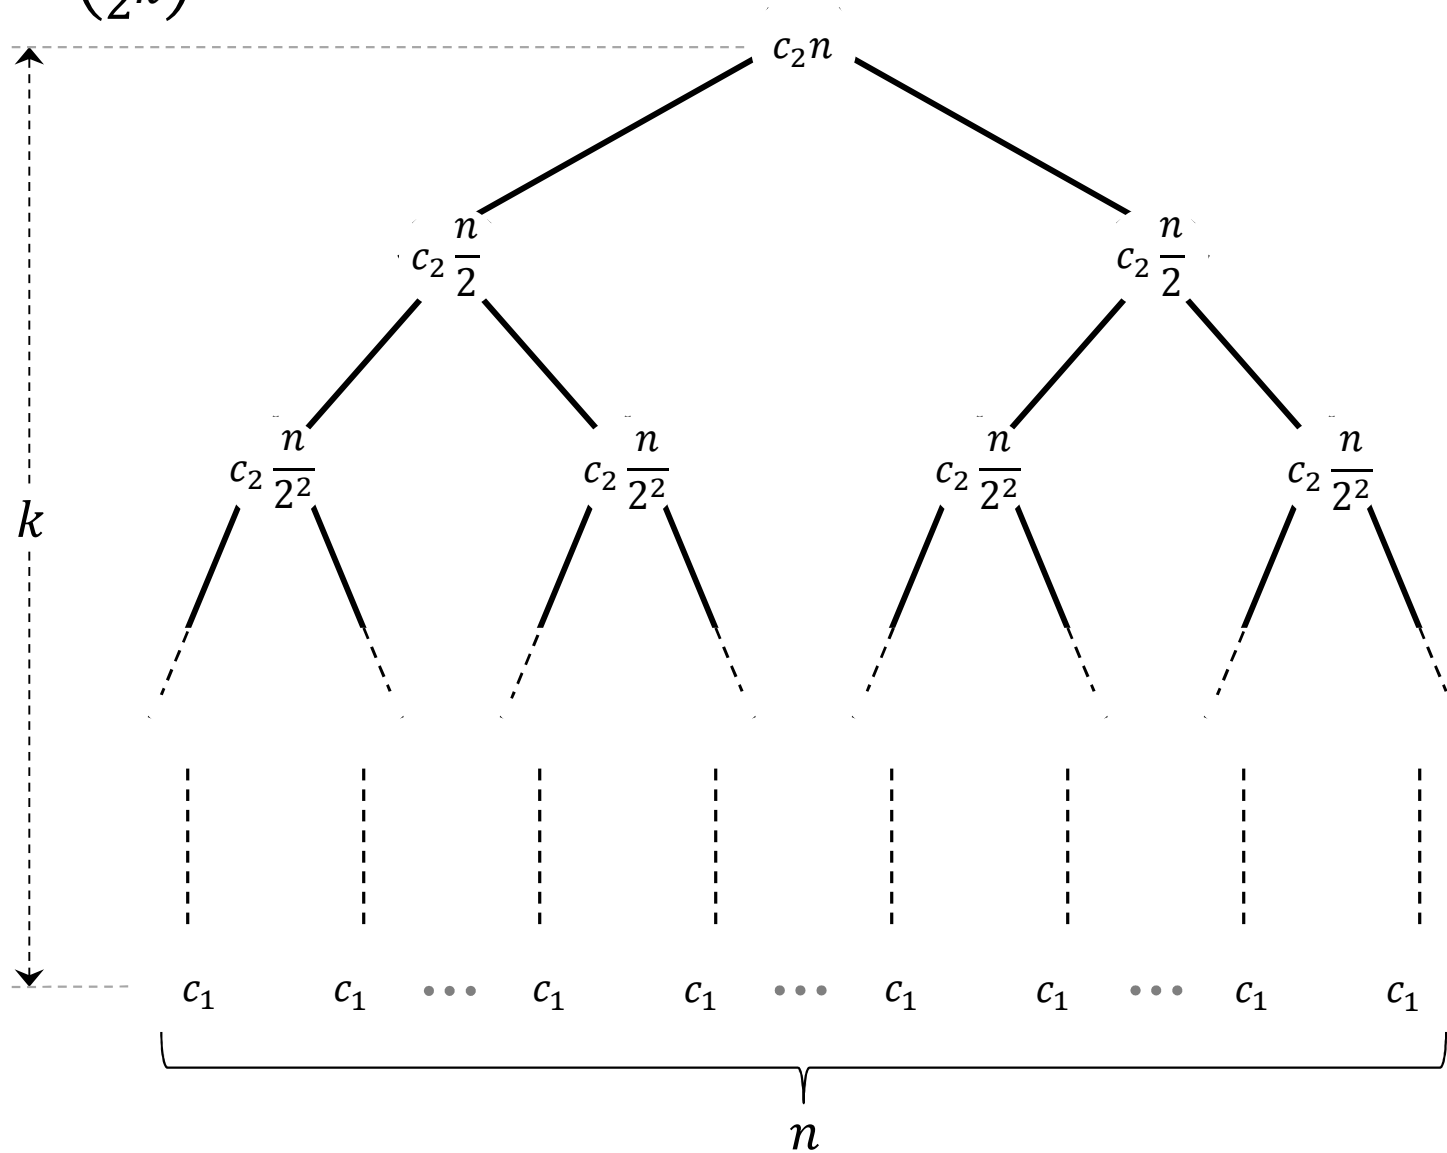 (2ⁿ)
c₂n
c₂ n/2 c₂ n/2
c₂ n/2² c₂ n/2² c₂ n/2² c₂ n/2²
k
c₁ c₁ ••• c₁ c₁ ••• c₁ c₁ ••• c₁ c₁
n